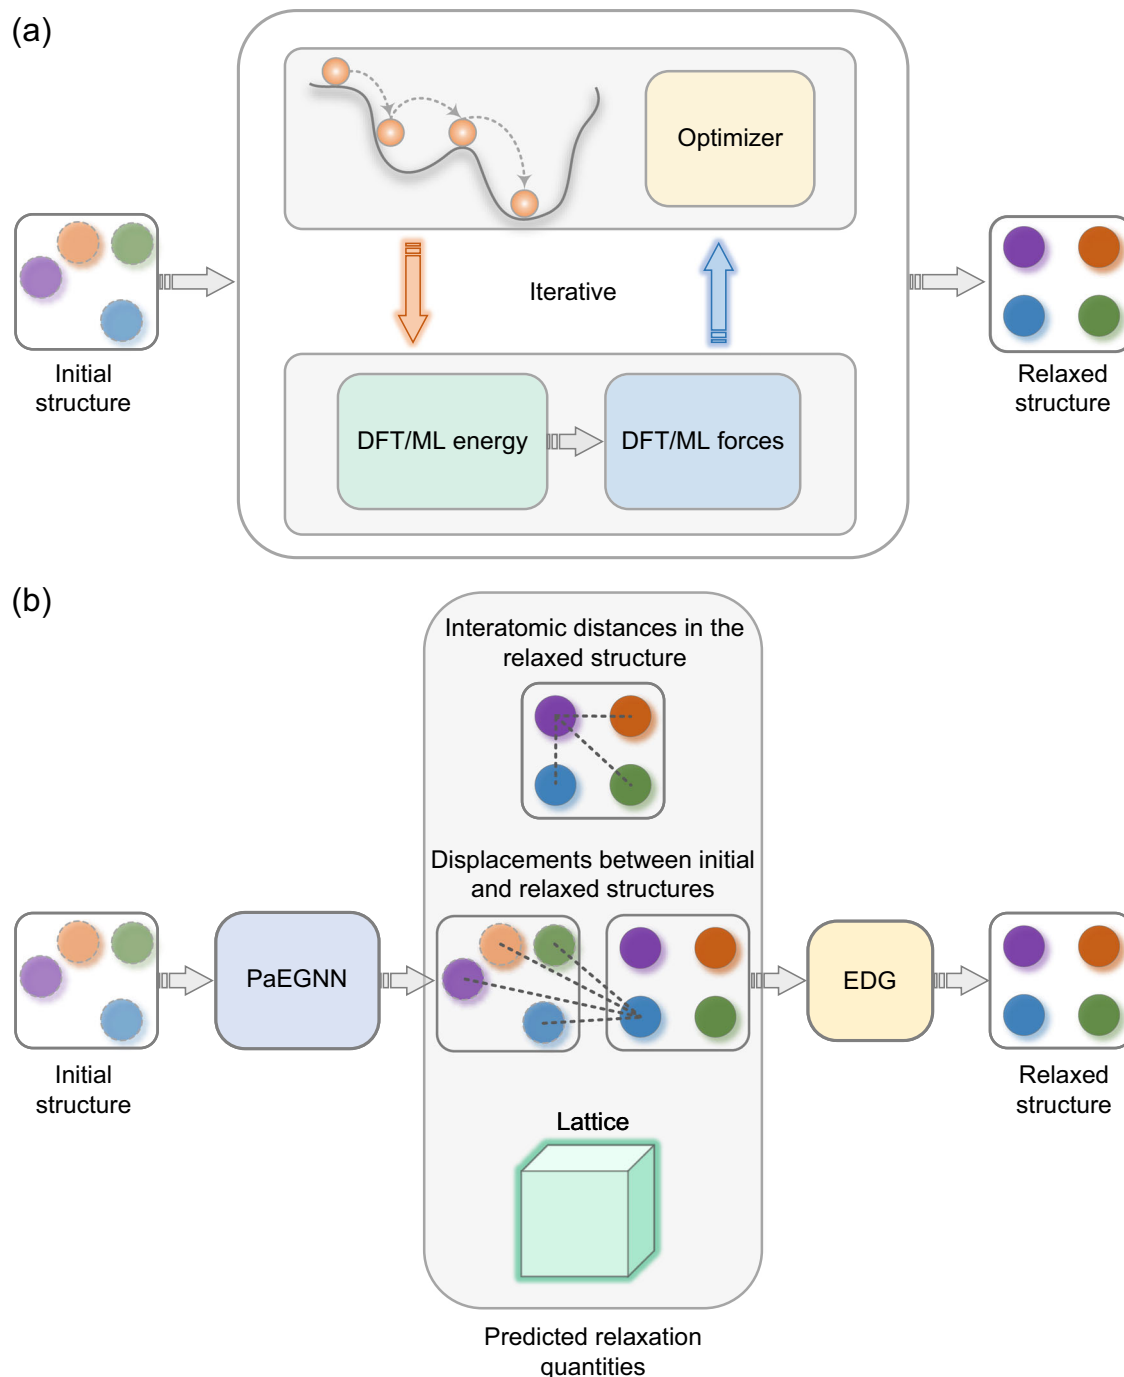 (a)
Optimizer
Iterative
Initial
structure
Relaxed
structure
DFT/ML energy
DFT/ML forces
(b)
Interatomic distances in the
relaxed structure
Displacements between initial
and relaxed structures
PaEGNN
EDG
Initial
structure
Relaxed
structure
Lattice
Predicted relaxation
quantities